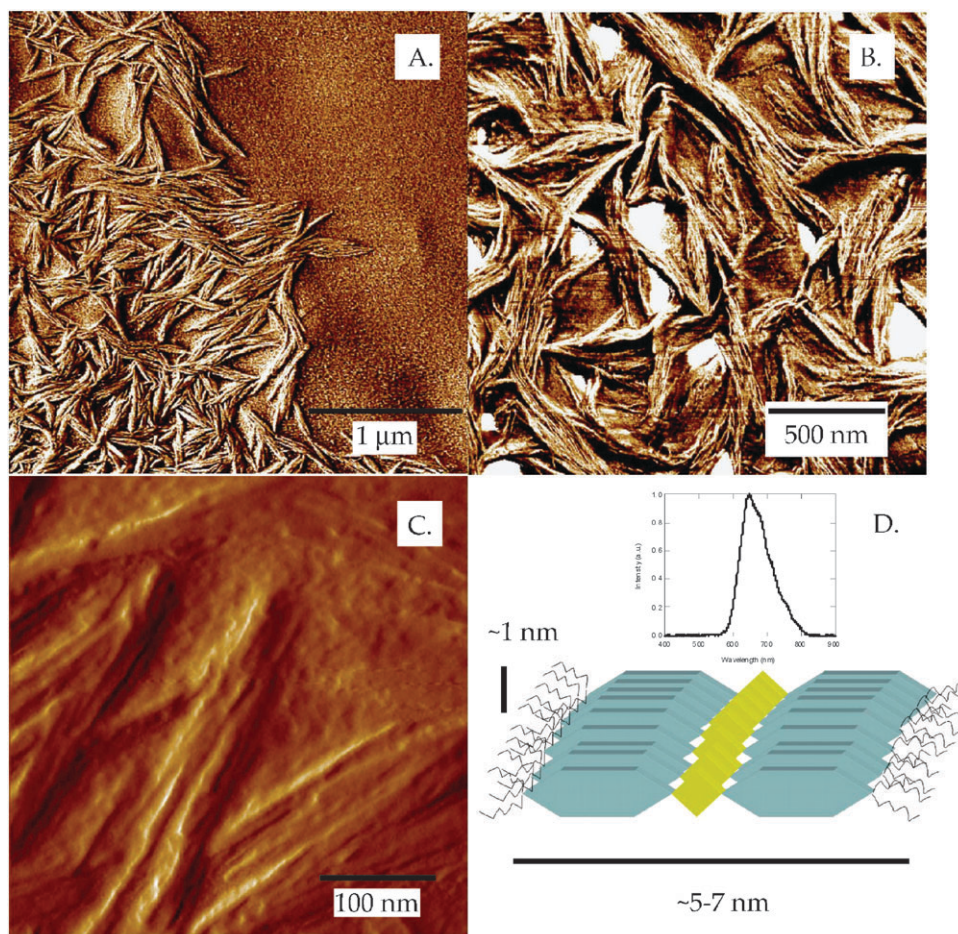 A.
1 μm
B.
500 nm
C.
100 nm
D.
1.0
0.8
0.6
0.4
0.2
0.0
Intensity (a.u.)
400 500 600 700 800 900
Wavelength (nm)
~1 nm
~5-7 nm